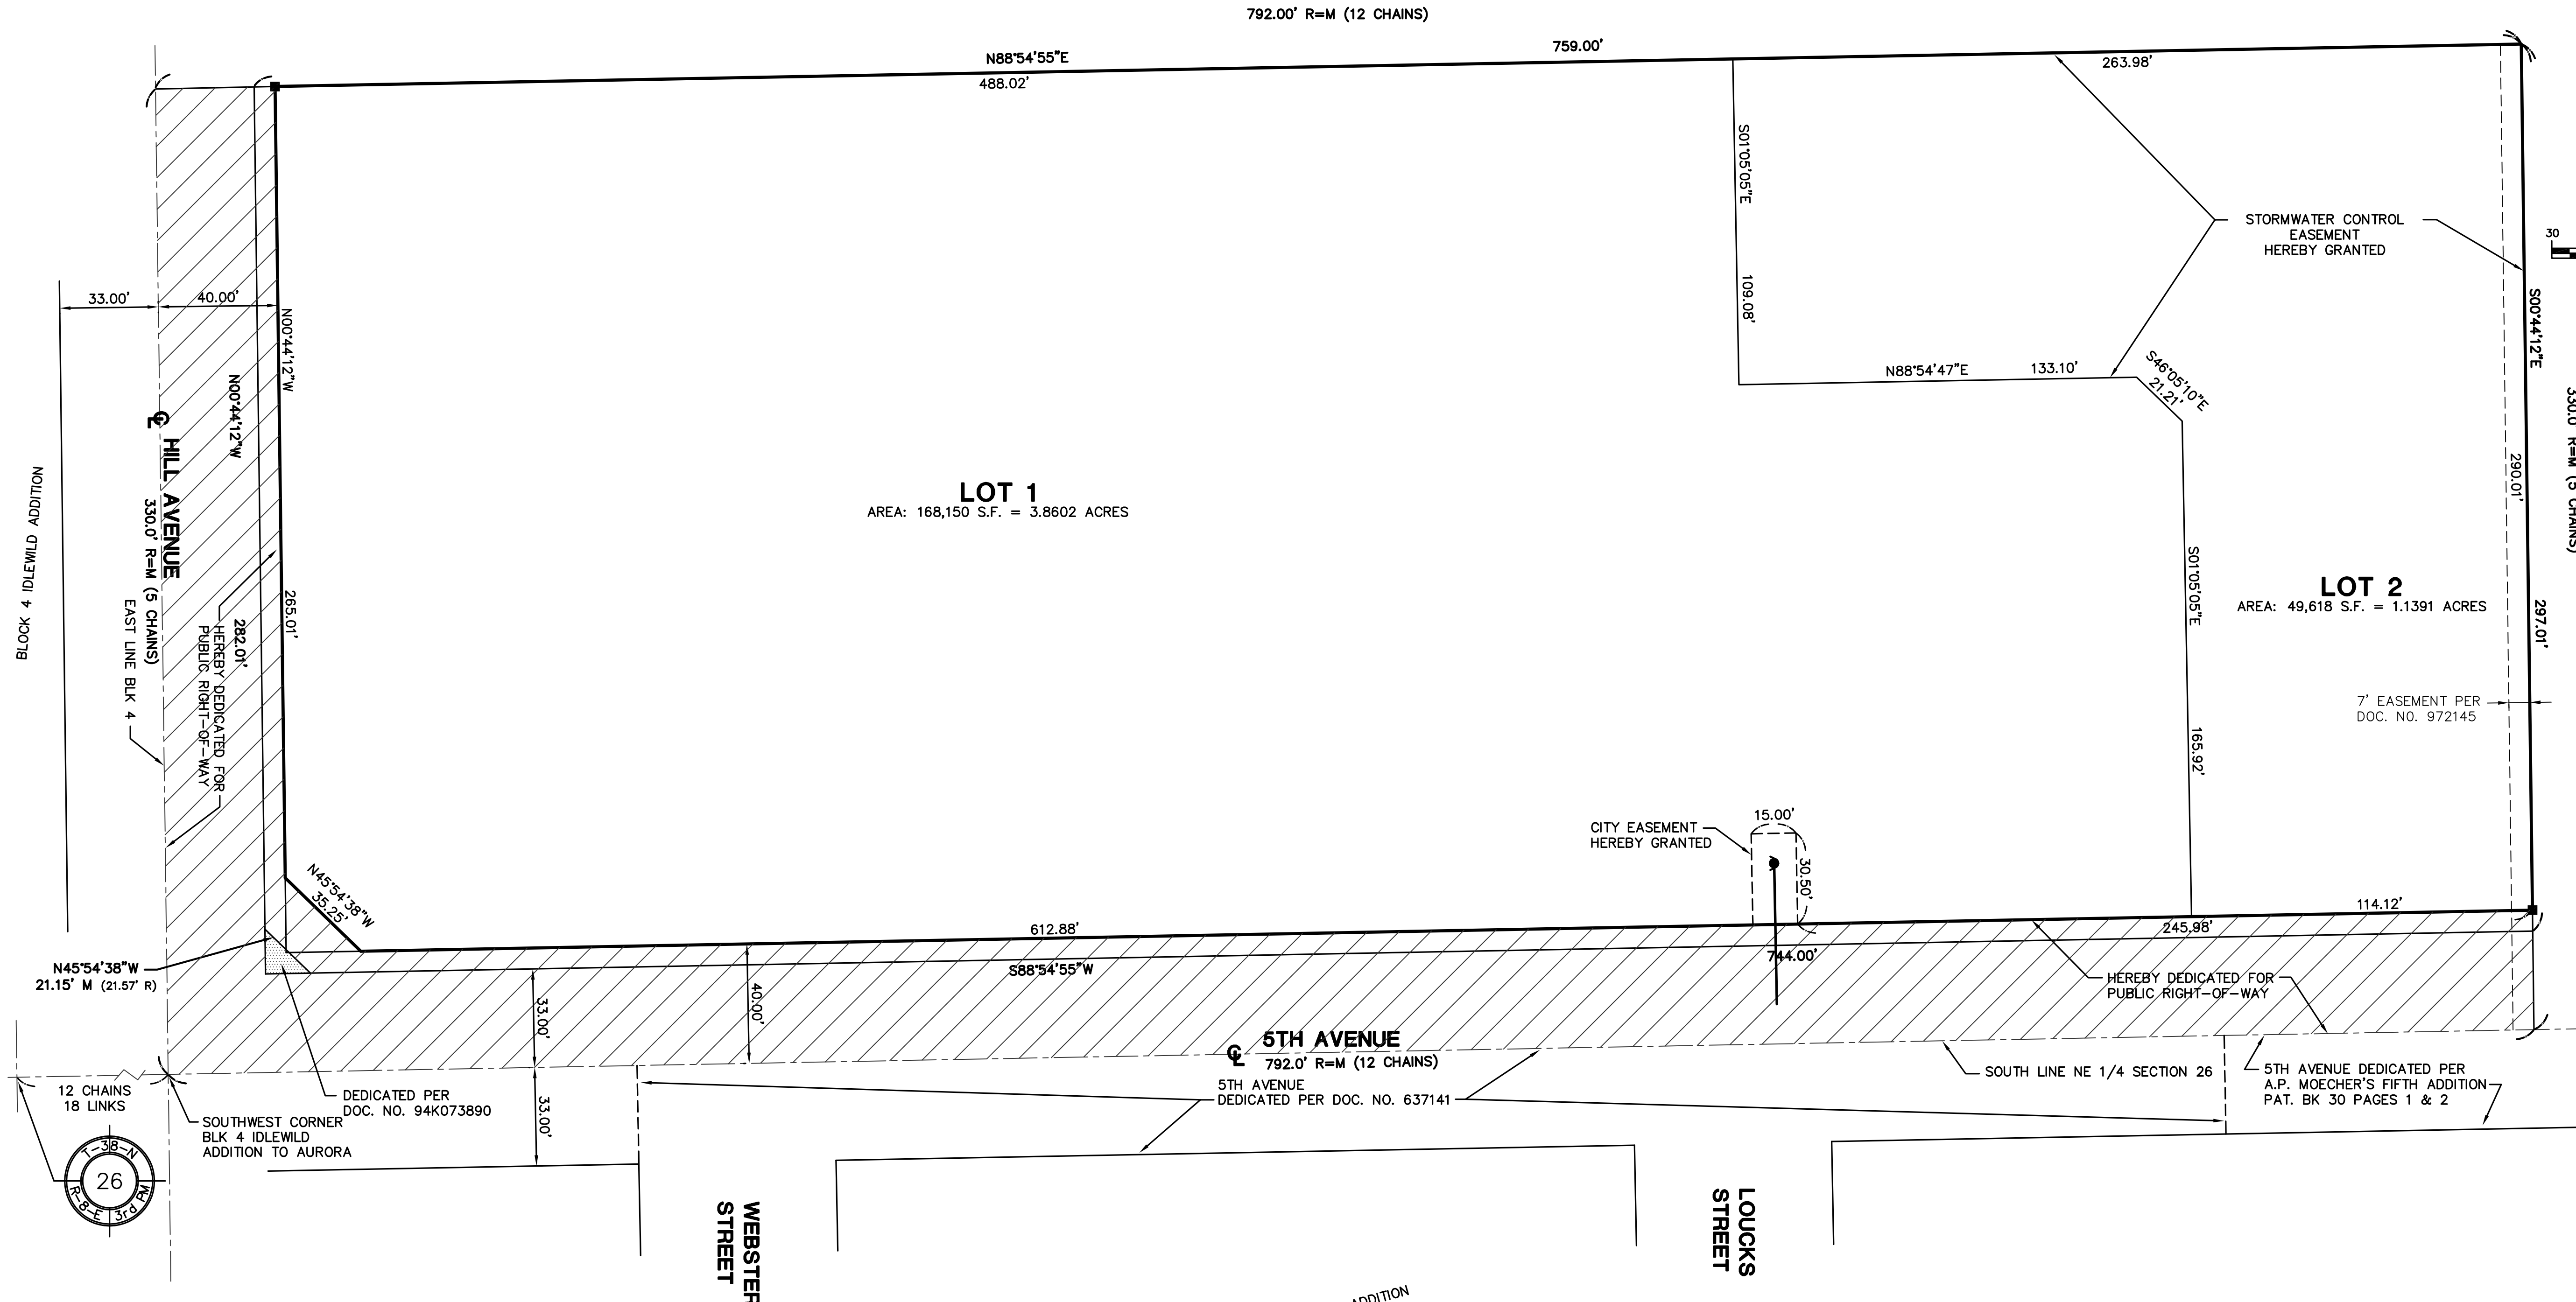 792.00' R=M (12 CHAINS)
N88°54'55"E
759.00'
488.02'
263.98'
S01°05'05"E
109.08'
STORMWATER CONTROL
EASEMENT
HEREBY GRANTED
30
33.00'
40.00'
N00°44'12"W
N00°44'12"W
S00°44'12"E
330.0' R=M (5 CHAINS)
N88°54'47"E
133.10'
S46°05'10"E
21.21'
290.01'
BLOCK 4 IDLEWILD ADDITION
CL
HILL AVENUE
330.0' R=M (5 CHAINS)
EAST LINE BLK 4
HEREBY DEDICATED FOR
PUBLIC RIGHT-OF-WAY
282.01'
265.01'
LOT 1
AREA: 168,150 S.F. = 3.8602 ACRES
S01°05'05"E
165.92'
LOT 2
AREA: 49,618 S.F. = 1.1391 ACRES
297.01'
7' EASEMENT PER
DOC. NO. 972145
15.00'
CITY EASEMENT
HEREBY GRANTED
30.50'
N45°54'38"W
35.25'
612.88'
114.12'
245.98'
S88°54'55"W
744.00'
N45°54'38"W
21.15' M (21.57' R)
33.00'
40.00'
HEREBY DEDICATED FOR
PUBLIC RIGHT-OF-WAY
CL
5TH AVENUE
792.0' R=M (12 CHAINS)
12 CHAINS
18 LINKS
DEDICATED PER
DOC. NO. 94K073890
33.00'
5TH AVENUE
DEDICATED PER DOC. NO. 637141
SOUTH LINE NE 1/4 SECTION 26
5TH AVENUE DEDICATED PER
A.P. MOECHER'S FIFTH ADDITION
PAT. BK 30 PAGES 1 & 2
SOUTHWEST CORNER
BLK 4 IDLEWILD
ADDITION TO AURORA
T-38-N
26
R-8-E
3rd PM
WEBSTER
STREET
LOUCKS
STREET
ADDITION